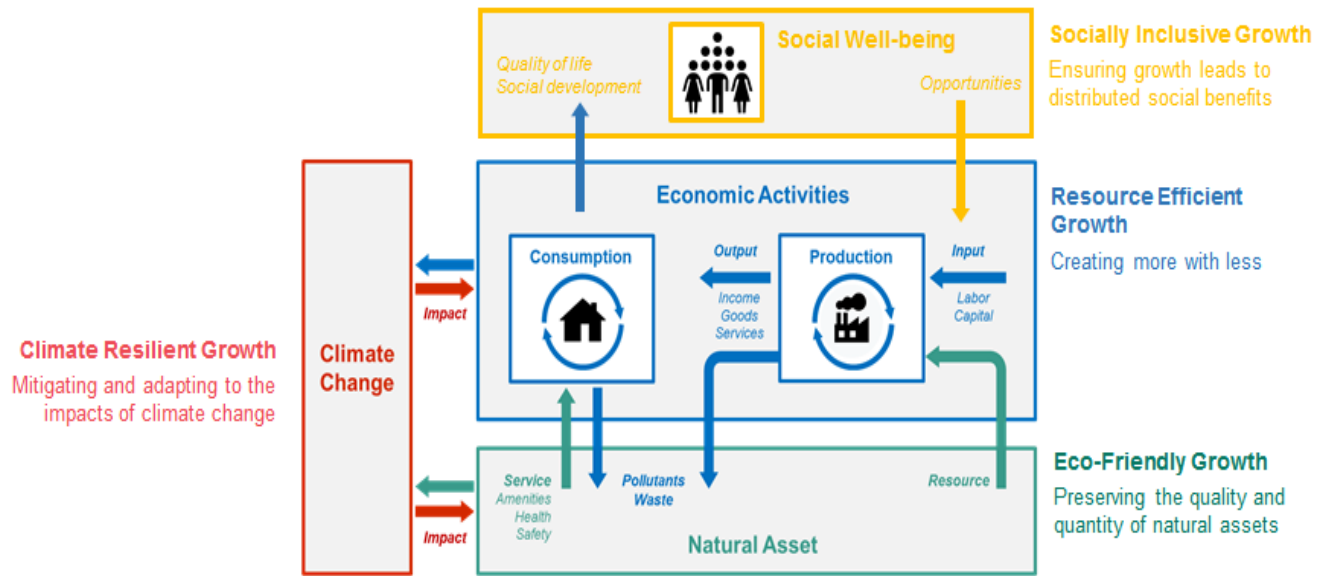 Social Well-being
Quality of life
Social development
Opportunities
Socially Inclusive Growth
Ensuring growth leads to
distributed social benefits
Economic Activities
Consumption
Output
Income
Goods
Services
Production
Input
Labor
Capital
Resource Efficient
Growth
Creating more with less
Impact
Climate Resilient Growth
Mitigating and adapting to the
impacts of climate change
Climate
Change
Impact
Service
Amenities
Health
Safety
Pollutants
Waste
Resource
Natural Asset
Eco-Friendly Growth
Preserving the quality and
quantity of natural assets